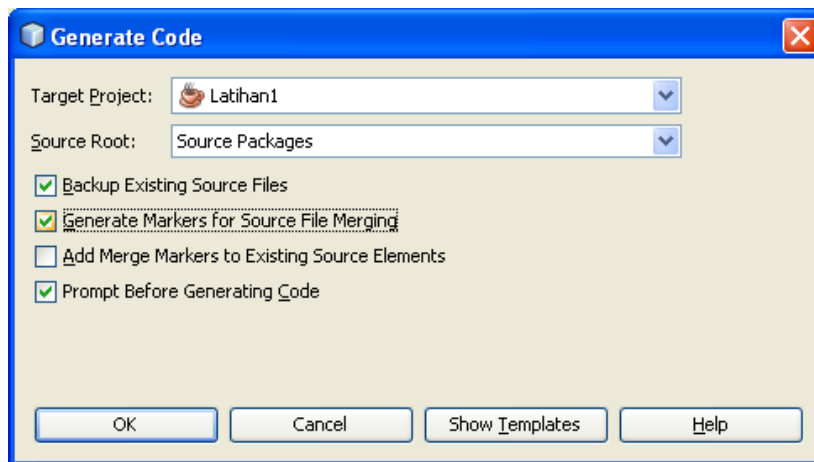 Generate Code
Target Project: Latihan1
Source Root: Source Packages
Backup Existing Source Files
Generate Markers for Source File Merging
Add Merge Markers to Existing Source Elements
Prompt Before Generating Code
OK Cancel Show Templates Help